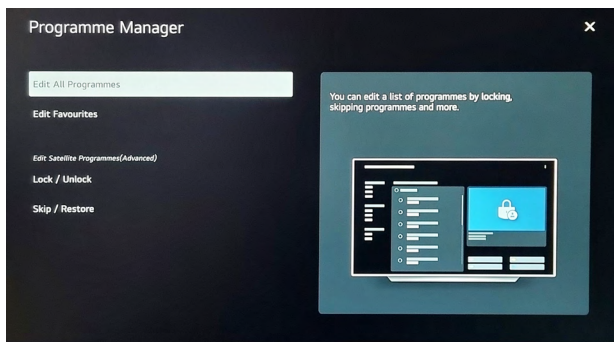 Programme Manager
Edit All Programmes
Edit Favourites
Edit Satellite Programmes(Advanced)
Lock / Unlock
Skip / Restore
You can edit a list of programmes by locking,
skipping programmes and more.